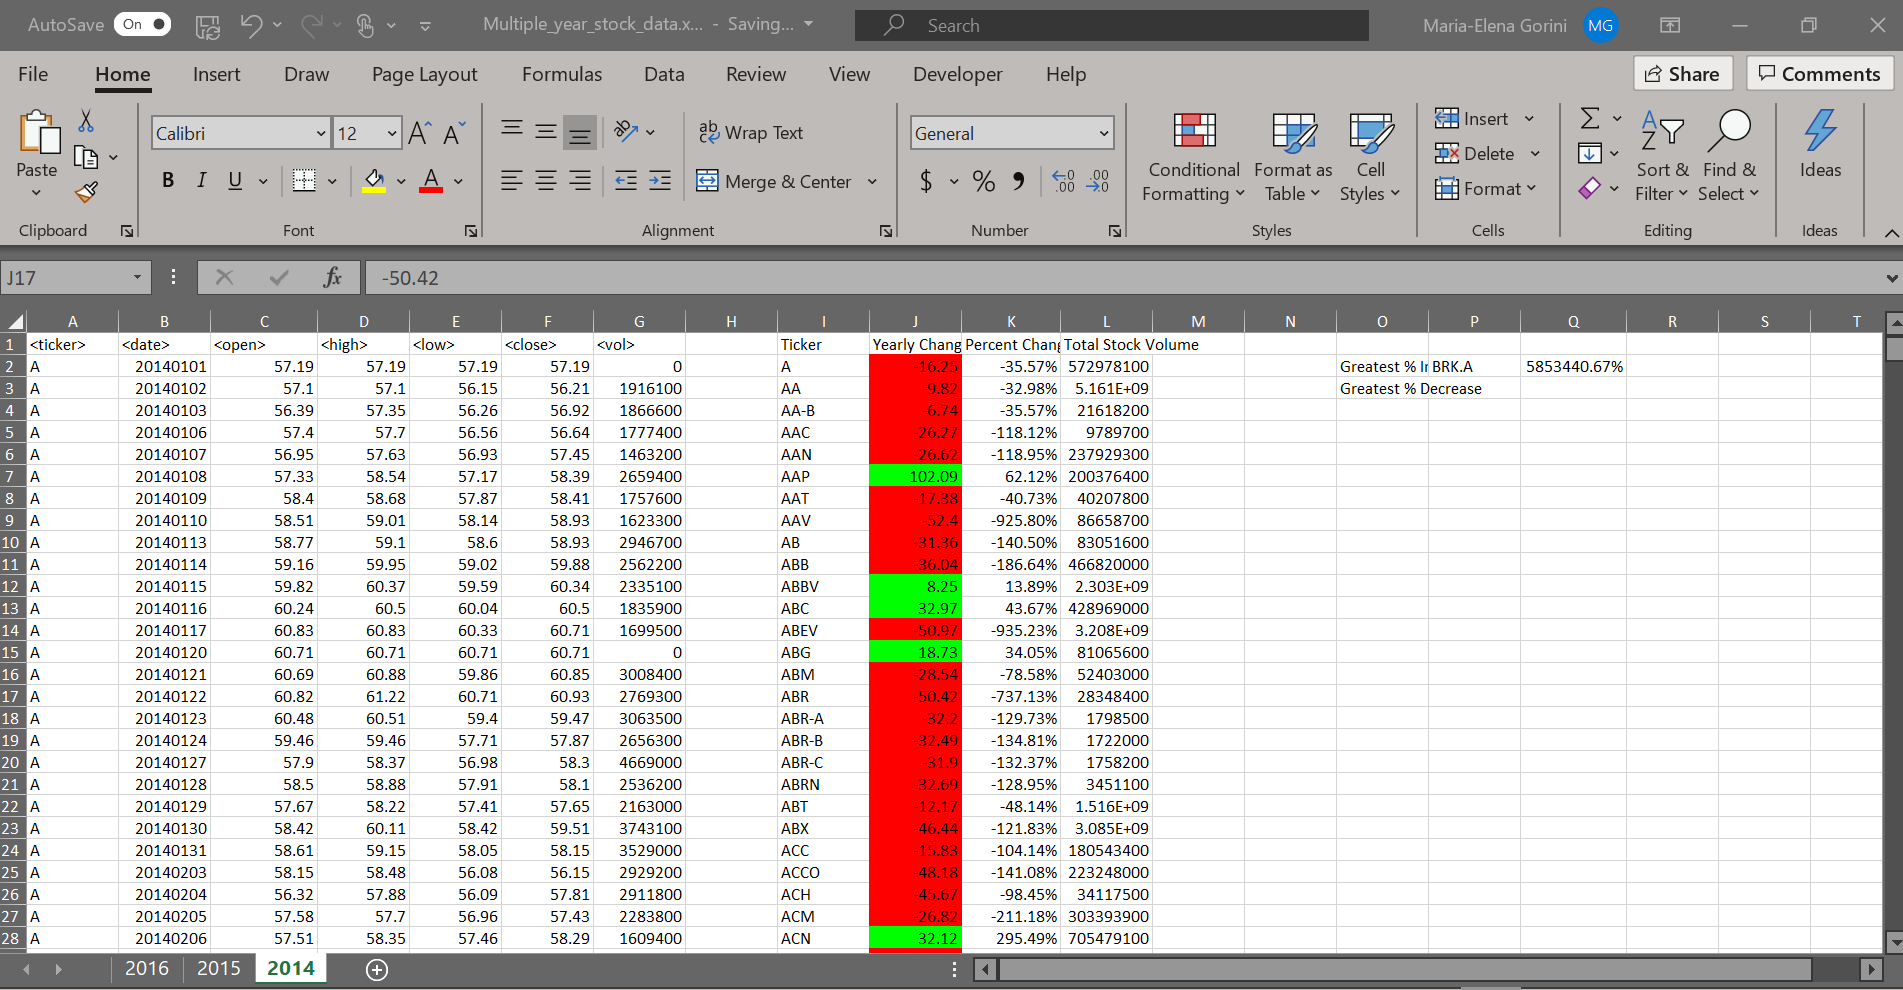 AutoSave On Multiple_year_stock_data.x... - Saving... Search Maria-Elena Gorini MG
File Home Insert Draw Page Layout Formulas Data Review View Developer Help Share Comments
Paste Calibri 12 Wrap Text General Conditional Formatting Format as Table Cell Styles Insert Sort & Filter Find & Select Ideas
B I U Merge & Center $ % Delete
Format
Clipboard Font Alignment Number Styles Cells Editing Ideas
J17 fx -50.42
A B C D E F G H I J K L M N O P Q R S T
1 <ticker> <date> <open> <high> <low> <close> <vol> Ticker Yearly Chang Percent Chan Total Stock Volume
2 A 20140101 57.19 57.19 57.19 57.19 0 A -16.25 -35.57% 572978100 Greatest % Ir BRK.A 5853440.67%
3 A 20140102 57.1 57.1 56.15 56.21 1916100 AA -9.82 -32.98% 5.161E+09 Greatest % Decrease
4 A 20140103 56.39 57.35 56.26 56.92 1866600 AA-B -6.74 -35.57% 21618200
5 A 20140106 57.4 57.7 56.56 56.64 1777400 AAC -26.27 -118.12% 9789700
6 A 20140107 56.95 57.63 56.93 57.45 1463200 AAN -26.62 -118.95% 237929300
7 A 20140108 57.33 58.54 57.17 58.39 2659400 AAP 102.09 62.12% 200376400
8 A 20140109 58.4 58.68 57.87 58.41 1757600 AAT -17.38 -40.73% 40207800
9 A 20140110 58.51 59.01 58.14 58.93 1623300 AAV -52.4 -925.80% 86658700
10 A 20140113 58.77 59.1 58.6 58.93 2946700 AB -31.36 -140.50% 83051600
11 A 20140114 59.16 59.95 59.02 59.88 2562200 ABB -36.04 -186.64% 466820000
12 A 20140115 59.82 60.37 59.59 60.34 2335100 ABBV 8.25 13.89% 2.303E+09
13 A 20140116 60.24 60.5 60.04 60.5 1835900 ABC 32.97 43.67% 428969000
14 A 20140117 60.83 60.83 60.33 60.71 1699500 ABEV -50.97 -935.23% 3.208E+09
15 A 20140120 60.71 60.71 60.71 60.71 0 ABG 18.73 34.05% 81065600
16 A 20140121 60.69 60.88 59.86 60.85 3008400 ABM -28.54 -78.58% 52403000
17 A 20140122 60.82 61.22 60.71 60.93 2769300 ABR -50.42 -737.13% 28348400
18 A 20140123 60.48 60.51 59.4 59.47 3063500 ABR-A -32.2 -129.73% 1798500
19 A 20140124 59.46 59.46 57.71 57.87 2656300 ABR-B -32.49 -134.81% 1722000
20 A 20140127 57.9 58.37 56.98 58.3 4669000 ABR-C -31.9 -132.37% 1758200
21 A 20140128 58.5 58.88 57.91 58.1 2536200 ABRN -32.69 -128.95% 3451100
22 A 20140129 57.67 58.22 57.41 57.65 2163000 ABT -12.17 -48.14% 1.516E+09
23 A 20140130 58.42 60.11 58.42 59.51 3743100 ABX -46.44 -121.83% 3.085E+09
24 A 20140131 58.61 59.15 58.05 58.15 3529000 ACC -15.83 -104.14% 180543400
25 A 20140203 58.15 58.48 56.08 56.15 2929200 ACCO -48.18 -141.08% 223248000
26 A 20140204 56.32 57.88 56.09 57.81 2911800 ACH -45.67 -98.45% 34117500
27 A 20140205 57.58 57.7 56.96 57.43 2283800 ACM -26.82 -211.18% 303393900
28 A 20140206 57.51 58.35 57.46 58.29 1609400 ACN 32.12 295.49% 705479100
2016 2015 2014